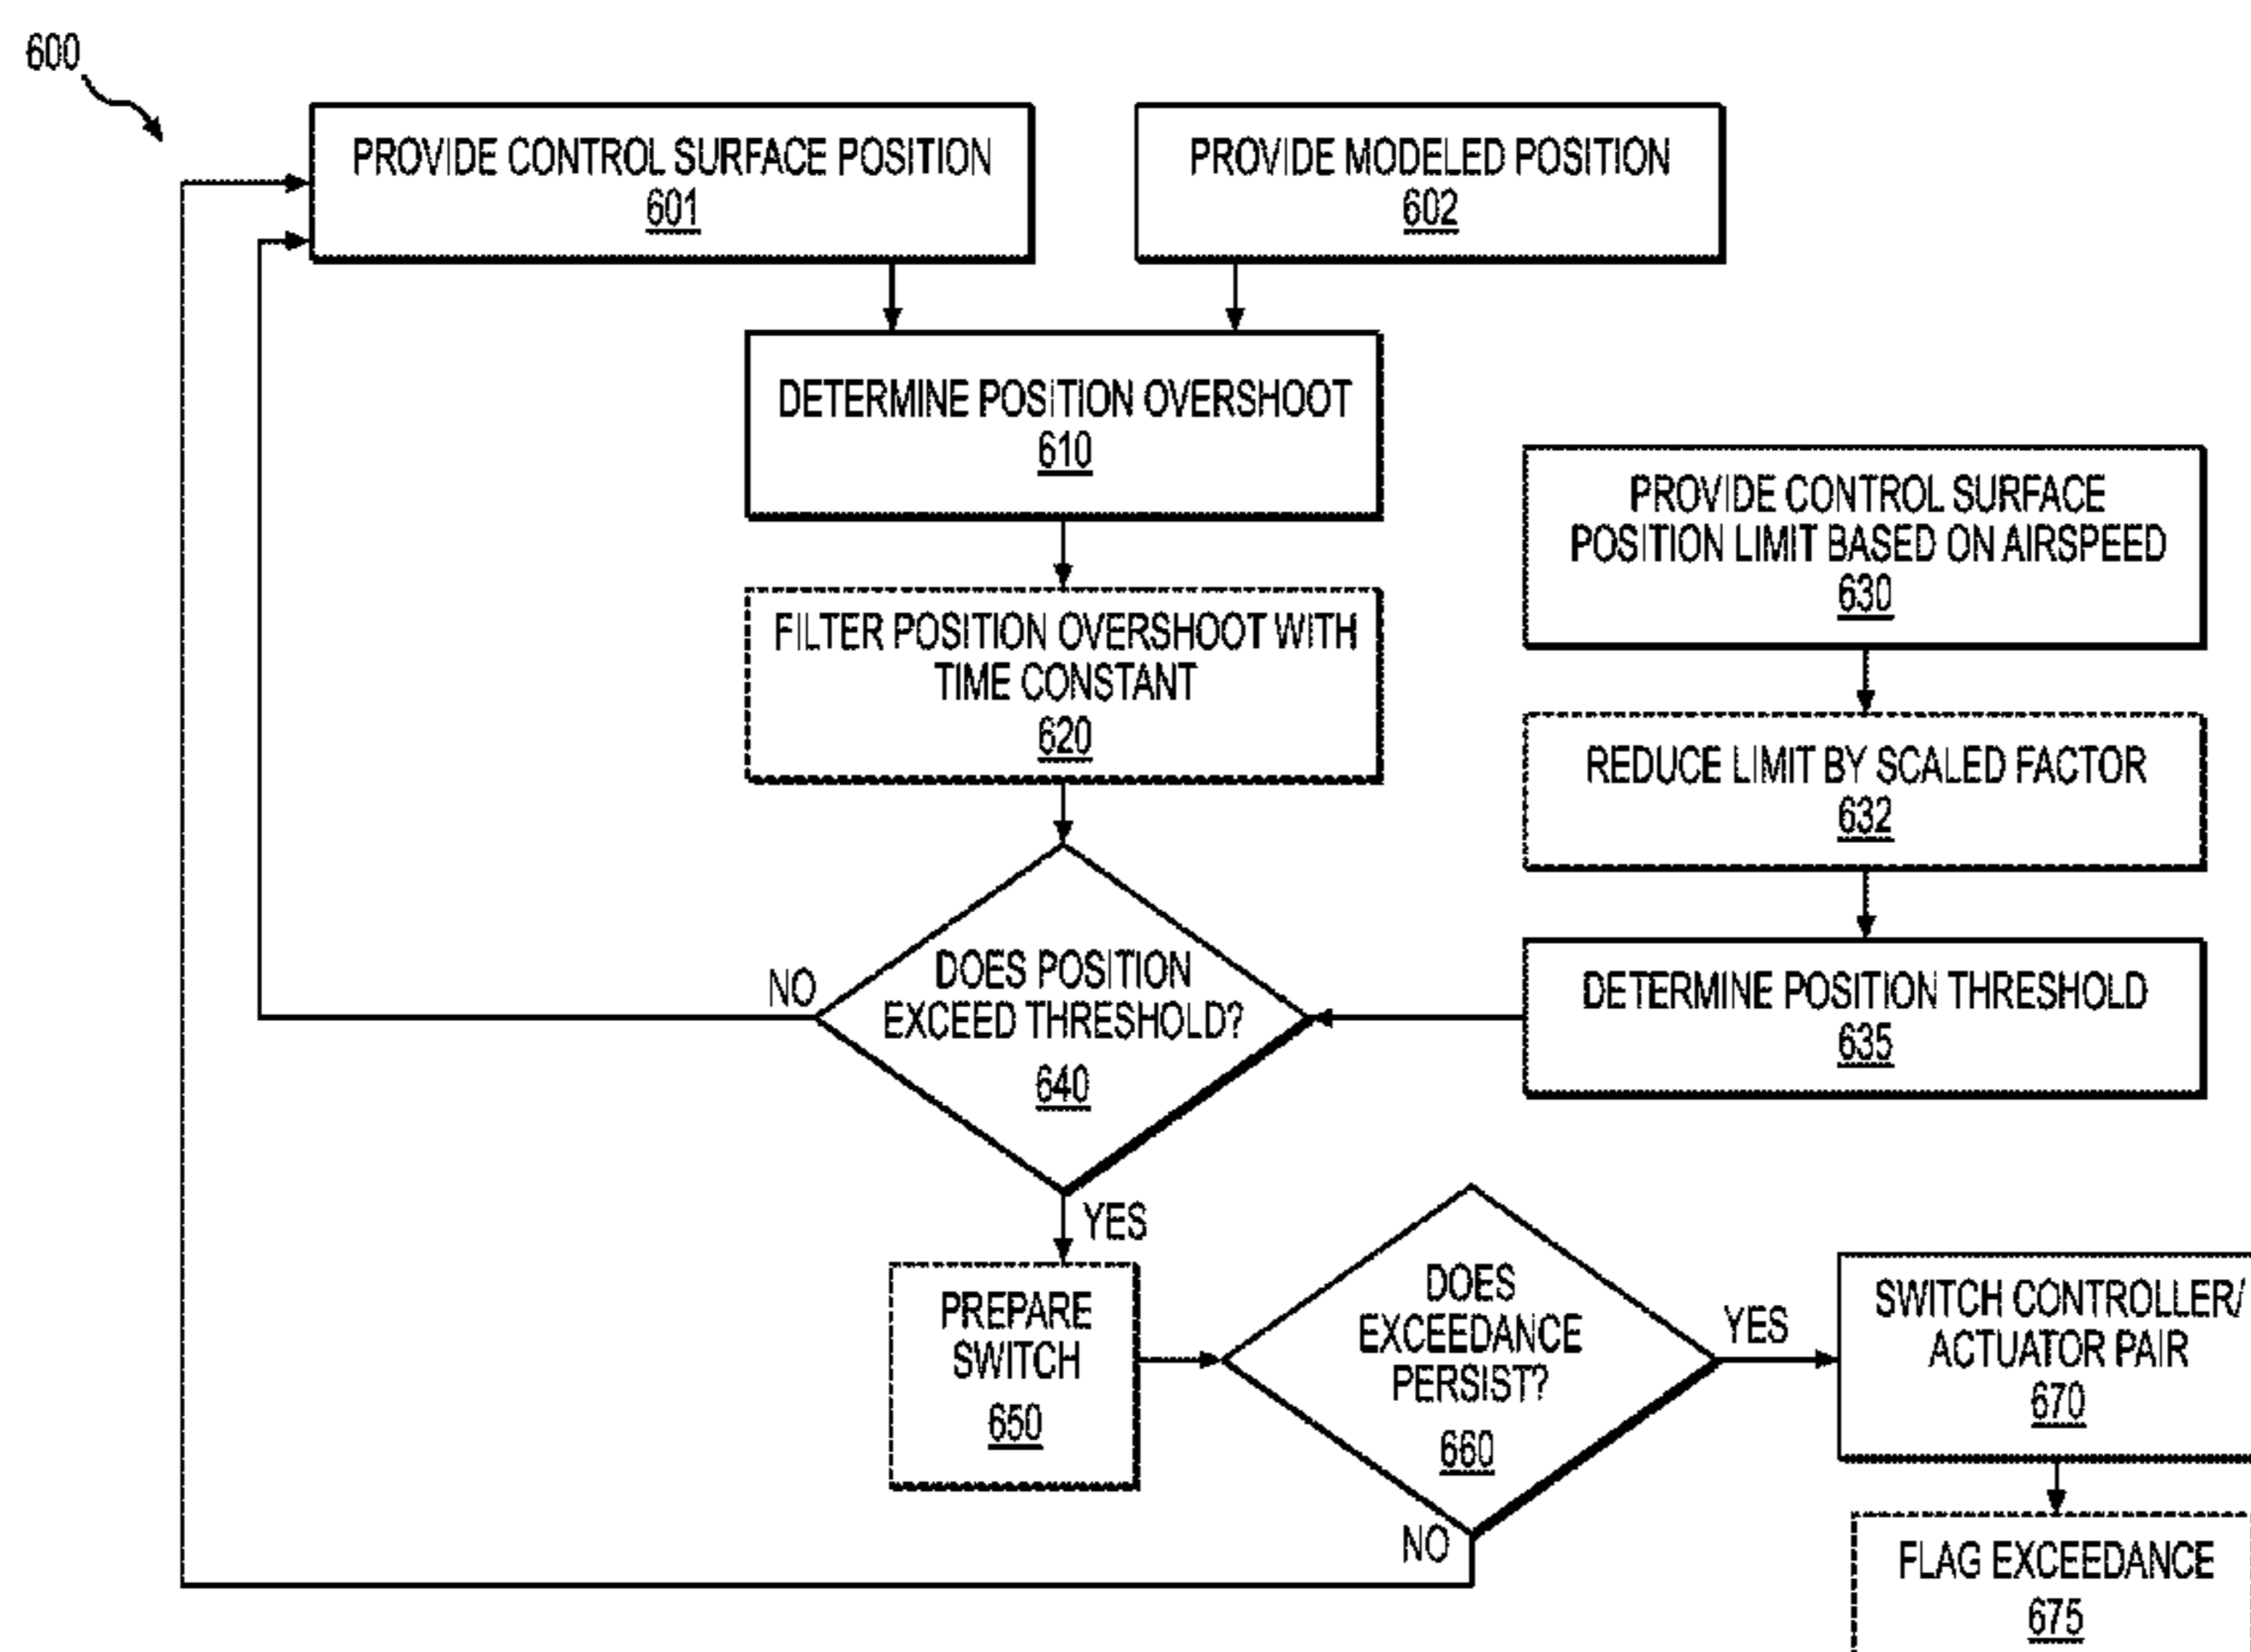 600
PROVIDE CONTROL SURFACE POSITION
601
PROVIDE MODELED POSITION
602
DETERMINE POSITION OVERSHOOT
610
FILTER POSITION OVERSHOOT WITH
TIME CONSTANT
620
PROVIDE CONTROL SURFACE
POSITION LIMIT BASED ON AIRSPEED
630
REDUCE LIMIT BY SCALED FACTOR
632
DETERMINE POSITION THRESHOLD
635
NO
DOES POSITION
EXCEED THRESHOLD?
640
YES
PREPARE
SWITCH
650
DOES
EXCEEDANCE
PERSIST?
660
YES
NO
SWITCH CONTROLLER/
ACTUATOR PAIR
670
FLAG EXCEEDANCE
675